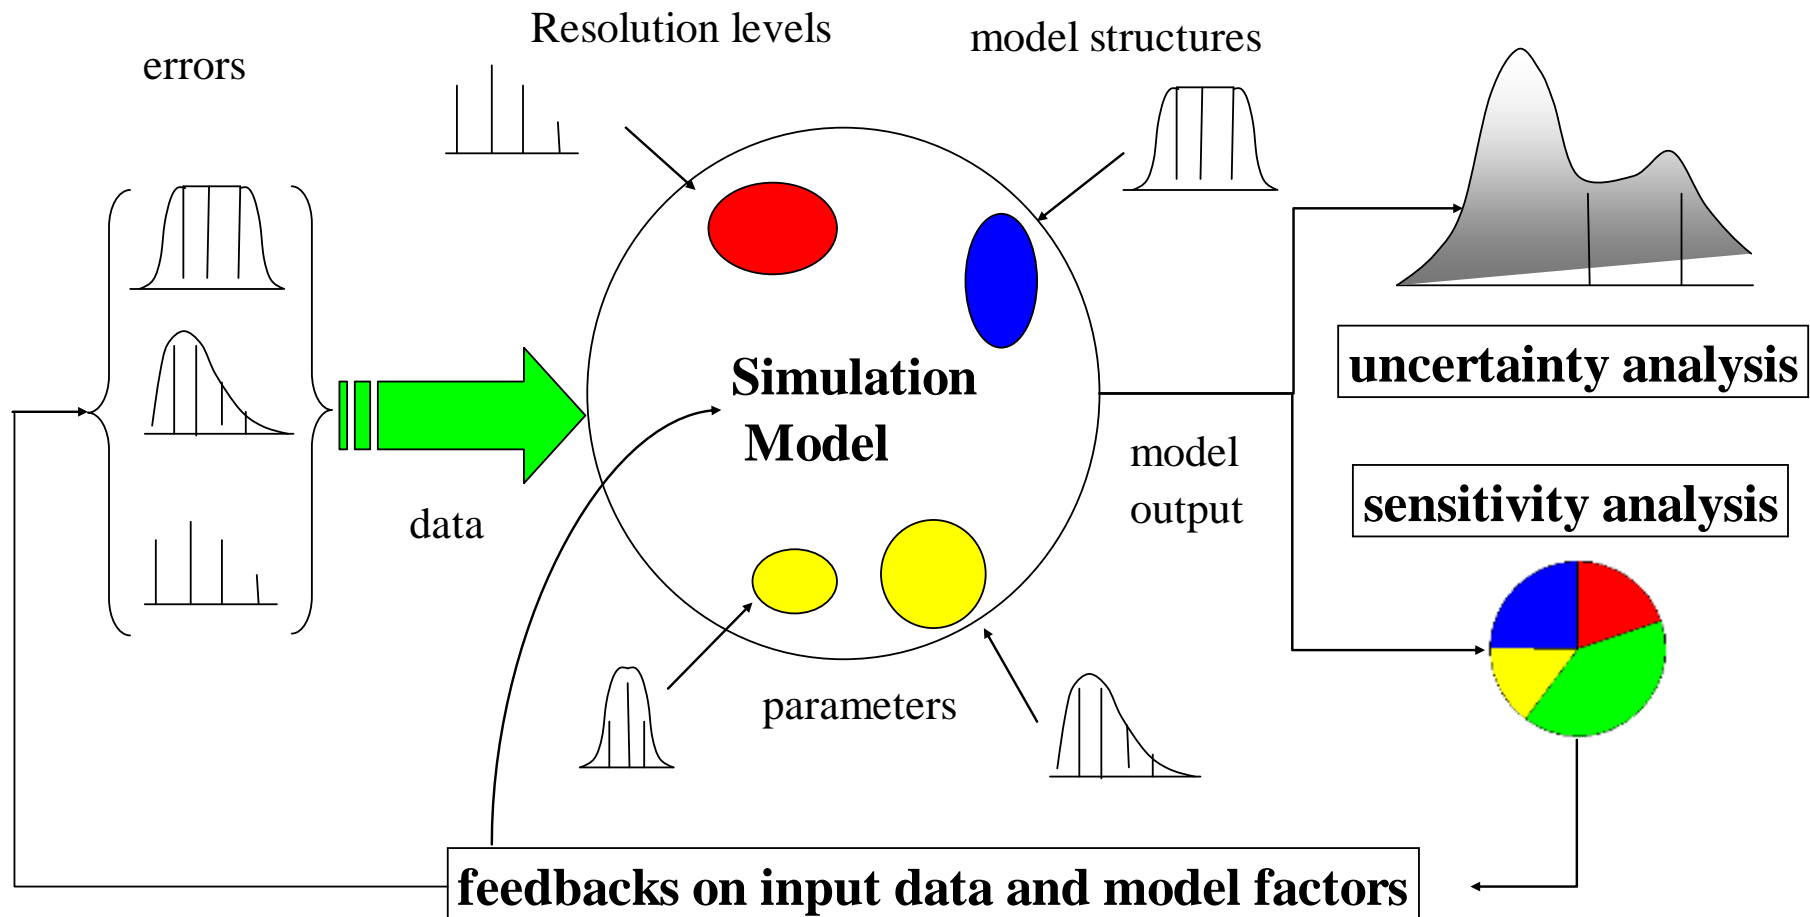 Resolution levels
model structures
errors
Simulation
Model
uncertainty analysis
model
output
sensitivity analysis
data
parameters
feedbacks on input data and model factors